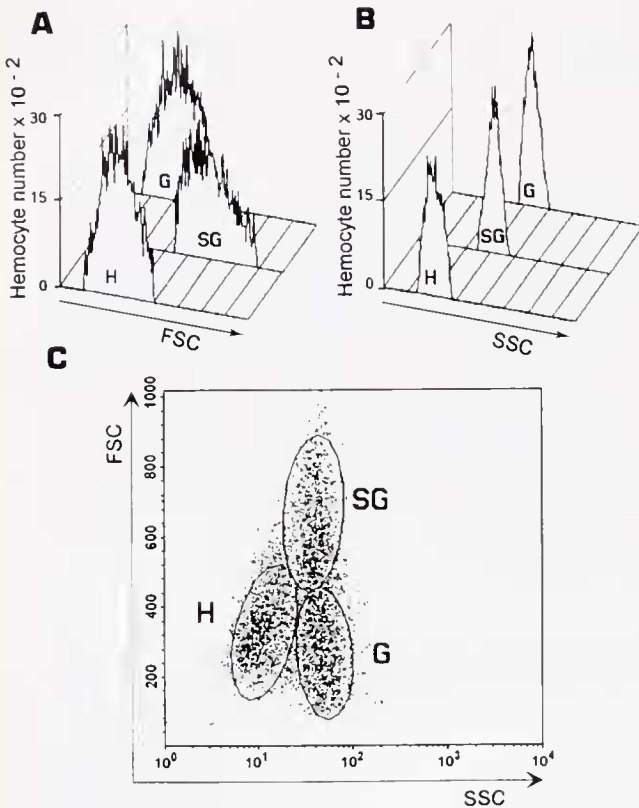 A
B
Hemocyte number x 10 - 2
30
15
0
G
SG
H
FSC
Hemocyte number x 10 - 2
30
15
0
G
SG
H
SSC
C
FSC
1000
800
600
400
200
SG
H
G
10⁰ 10¹ 10² 10³ 10⁴
SSC